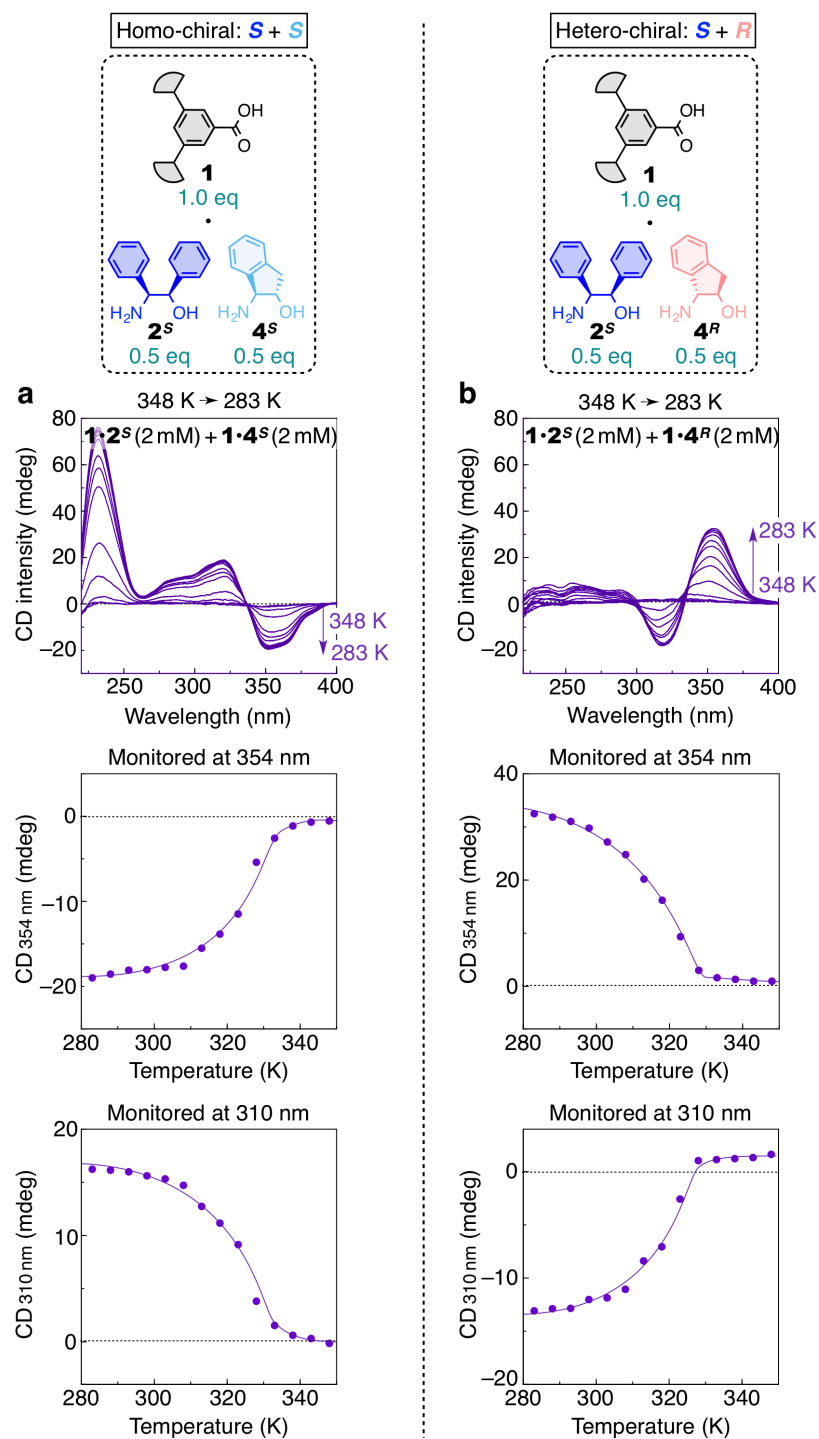 Homo-chiral: S + S
OH
O
1
1.0 eq
•
H2N
OH
H2N
OH
2S
4S
0.5 eq
0.5 eq
Hetero-chiral: S + R
OH
O
1
1.0 eq
•
H2N
OH
H2N
OH
2S
4R
0.5 eq
0.5 eq
a
348 K → 283 K
1•2S (2 mM) + 1•4S (2 mM)
CD intensity (mdeg)
80
60
40
20
0
−20
348 K
283 K
250
300
350
400
Wavelength (nm)
b
348 K → 283 K
1•2S (2 mM) + 1•4R (2 mM)
CD intensity (mdeg)
80
60
40
20
0
−20
283 K
348 K
250
300
350
400
Wavelength (nm)
Monitored at 354 nm
CD354 nm (mdeg)
0
−10
−20
280
300
320
340
Temperature (K)
Monitored at 354 nm
CD354 nm (mdeg)
40
20
0
280
300
320
340
Temperature (K)
Monitored at 310 nm
CD310 nm (mdeg)
20
10
0
280
300
320
340
Temperature (K)
Monitored at 310 nm
CD310 nm (mdeg)
0
−10
−20
280
300
320
340
Temperature (K)